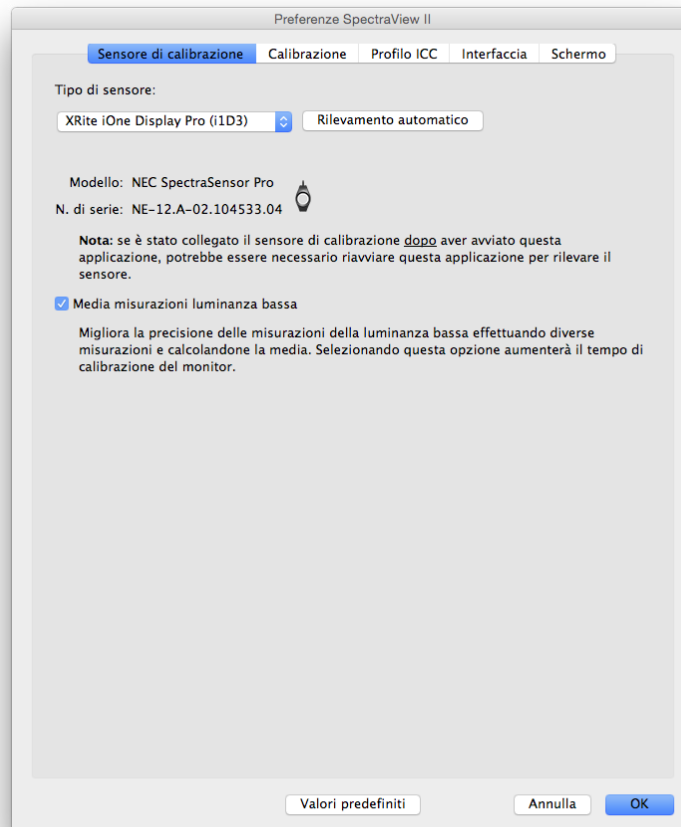 Preferenze SpectraView II
Sensore di calibrazione Calibrazione Profilo ICC Interfaccia Schermo
Tipo di sensore:
XRite iOne Display Pro (i1D3) Rilevamento automatico
Modello: NEC SpectraSensor Pro
N. di serie: NE-12.A-02.104533.04
Nota: se è stato collegato il sensore di calibrazione dopo aver avviato questa
applicazione, potrebbe essere necessario riavviare questa applicazione per rilevare il
sensore.
Media misurazioni luminanza bassa
Migliora la precisione delle misurazioni della luminanza bassa effettuando diverse
misurazioni e calcolandone la media. Selezionando questa opzione aumenterà il tempo di
calibrazione del monitor.
Valori predefiniti Annulla OK